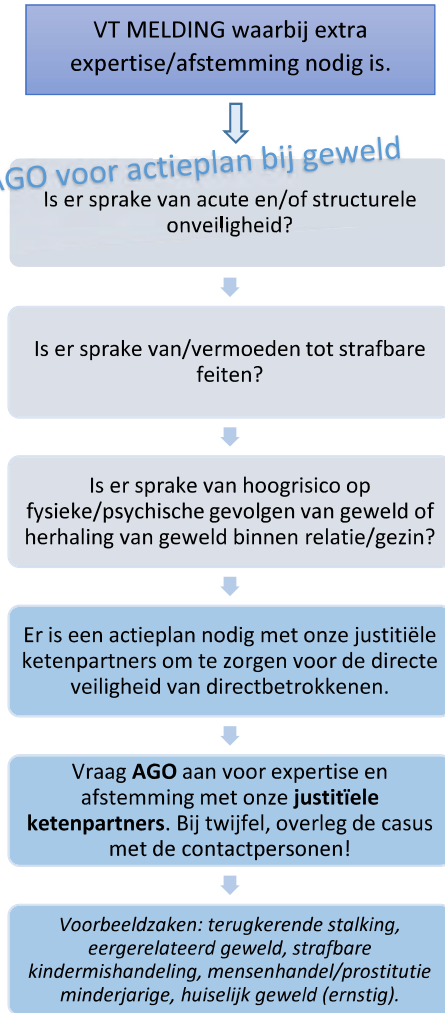 VT MELDING waarbij extra
expertise/afstemming nodig is.
AGO voor actieplan bij geweld
Is er sprake van acute en/of structurele
onveiligheid?
Is er sprake van/vermoeden tot strafbare
feiten?
Is er sprake van hoogrisico op
fysieke/psychische gevolgen van geweld of
herhaling van geweld binnen relatie/gezin?
Er is een actieplan nodig met onze justitiële
ketenpartners om te zorgen voor de directe
veiligheid van directbetrokkenen.
Vraag AGO aan voor expertise en
afstemming met onze justitïele
ketenpartners. Bij twijfel, overleg de casus
met de contactpersonen!
Voorbeeldzaken: terugkerende stalking,
eergerelateerd geweld, strafbare
kindermishandeling, mensenhandel/prostitutie
minderjarige, huiselijk geweld (ernstig).